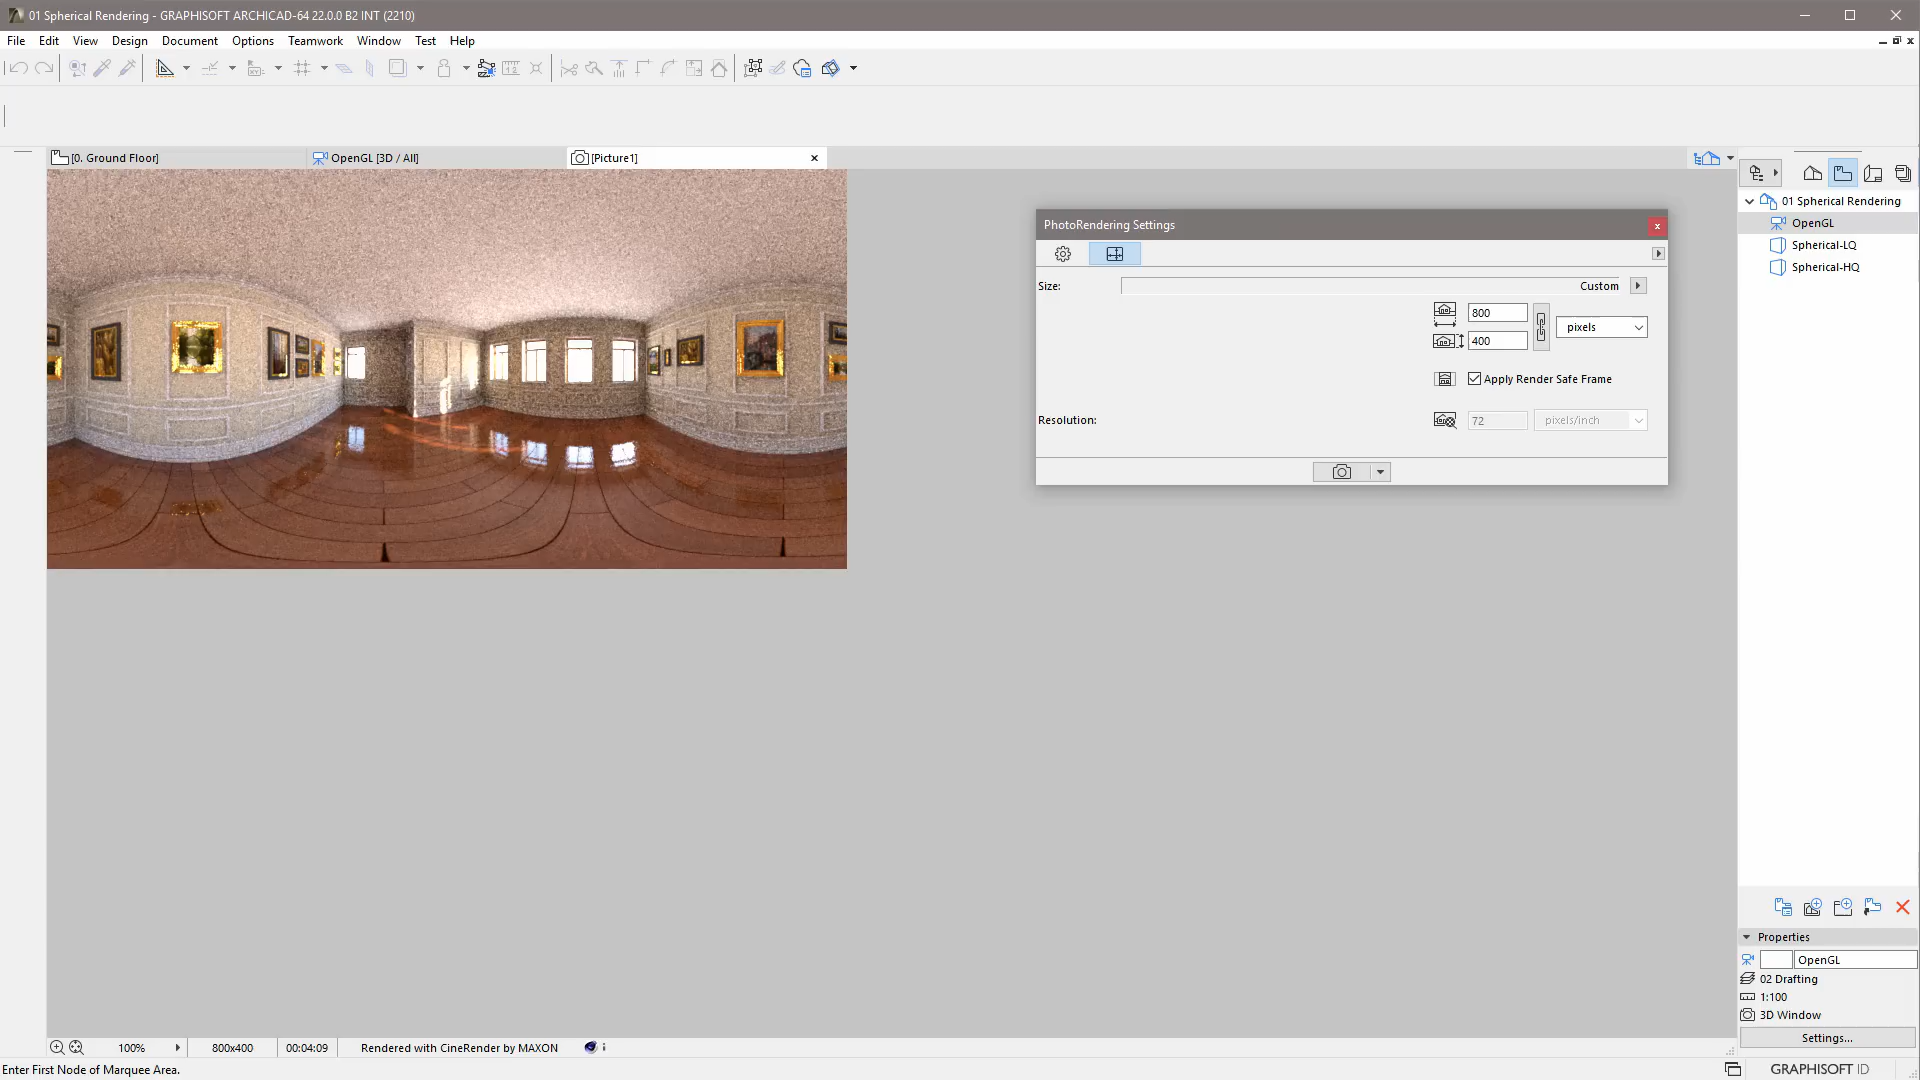 01 Spherical Rendering - GRAPHISOFT ARCHICAD-64 22.0.0 B2 INT (2210)
File Edit View Design Document Options Teamwork Window Test Help
[0. Ground Floor] OpenGL [3D / All] [Picture1]
01 Spherical Rendering
OpenGL
Spherical-LQ
Spherical-HQ
PhotoRendering Settings
Size: Custom
800
pixels
400
Apply Render Safe Frame
Resolution: 72 pixels/inch
Properties
OpenGL
02 Drafting
1:100
3D Window
Settings...
100% 800x400 00:04:09 Rendered with CineRender by MAXON i
Enter First Node of Marquee Area.
GRAPHISOFT ID